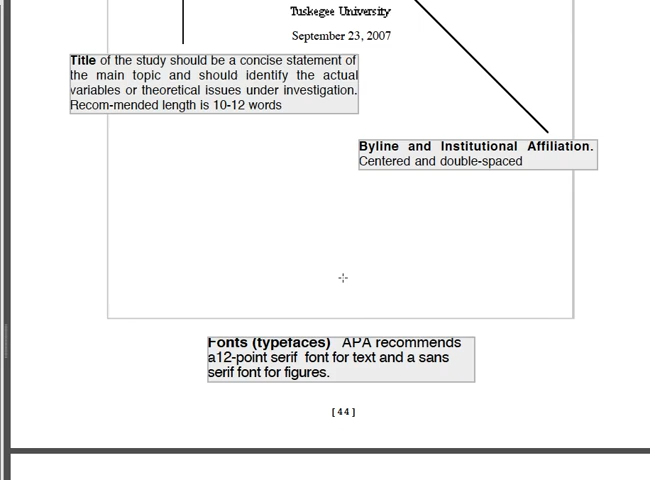 Tuskegee University
September 23, 2007
Title of the study should be a concise statement of
the main topic and should identify the actual
variables or theoretical issues under investigation.
Recom-mended length is 10-12 words
Byline and Institutional Affiliation.
Centered and double-spaced
Fonts (typefaces) APA recommends
a12-point serif font for text and a sans
serif font for figures.
[ 44 ]